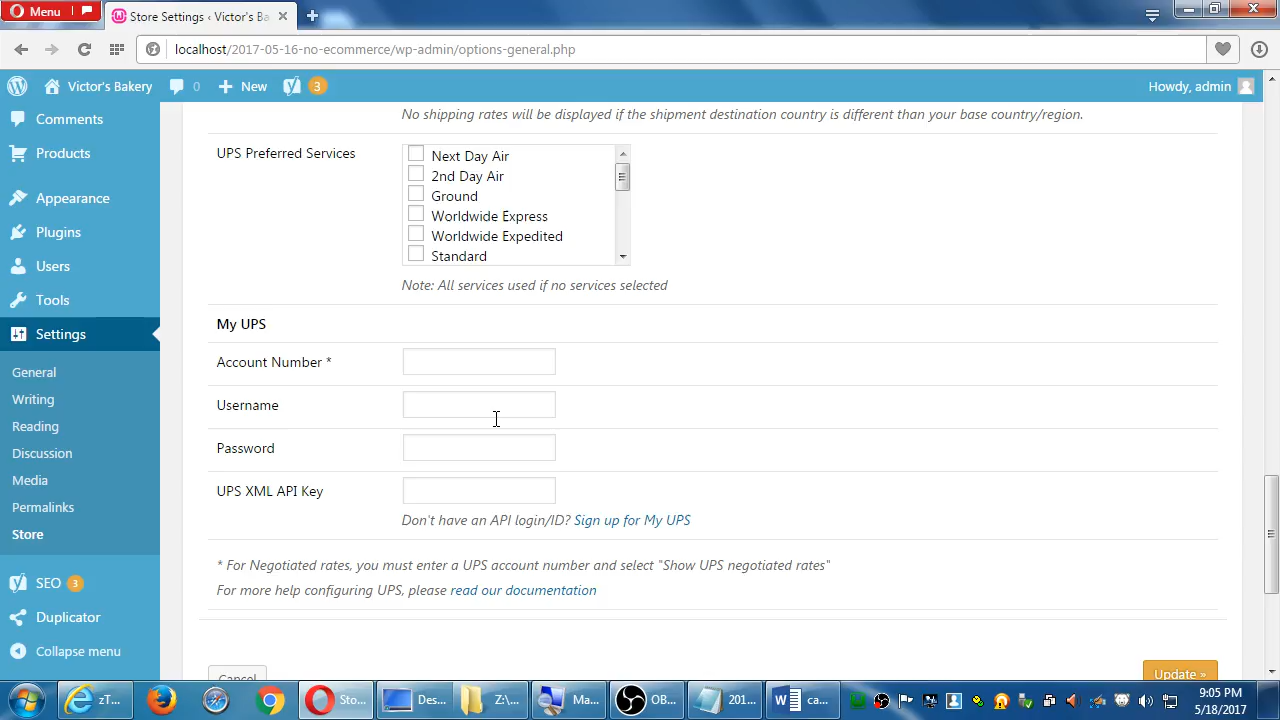 Menu
Store Settings ‹ Victor's Ba
localhost/2017-05-16-no-ecommerce/wp-admin/options-general.php
Victor's Bakery
0
New
3
Howdy, admin
Comments
Products
Appearance
Plugins
Users
Tools
Settings
General
Writing
Reading
Discussion
Media
Permalinks
Store
SEO 3
Duplicator
Collapse menu
No shipping rates will be displayed if the shipment destination country is different than your base country/region.
UPS Preferred Services
Next Day Air
2nd Day Air
Ground
Worldwide Express
Worldwide Expedited
Standard
Note: All services used if no services selected
My UPS
Account Number *
Username
Password
UPS XML API Key
Don't have an API login/ID? Sign up for My UPS
* For Negotiated rates, you must enter a UPS account number and select "Show UPS negotiated rates"
For more help configuring UPS, please read our documentation
Cancel
Update »
zT...
Sto...
Des...
Z:\...
Ma...
OB...
201...
ca...
9:05 PM
5/18/2017